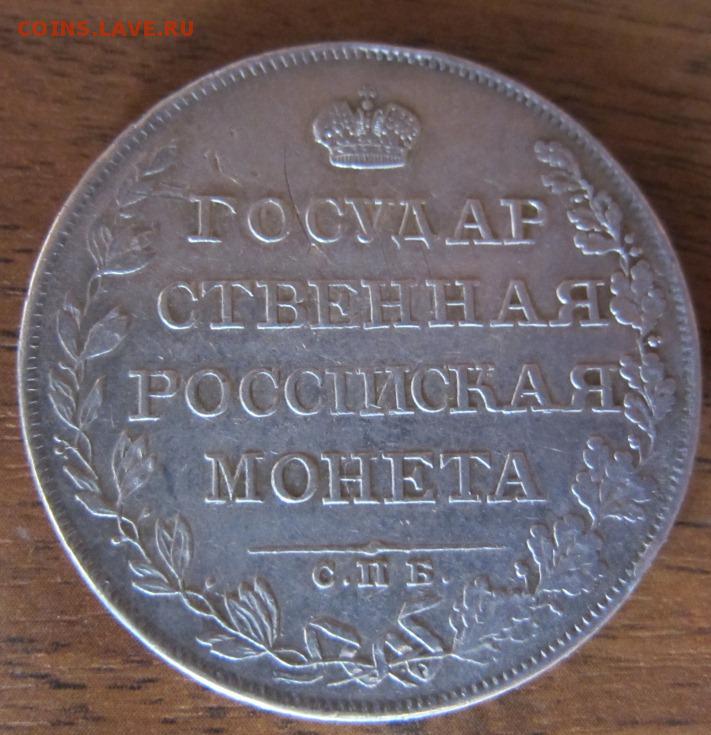 COINS.LAVE.RU
ГОСУДАР
СТВЕННАЯ
РОССІЙСКАЯ
МОНЕТА
С.П Б.